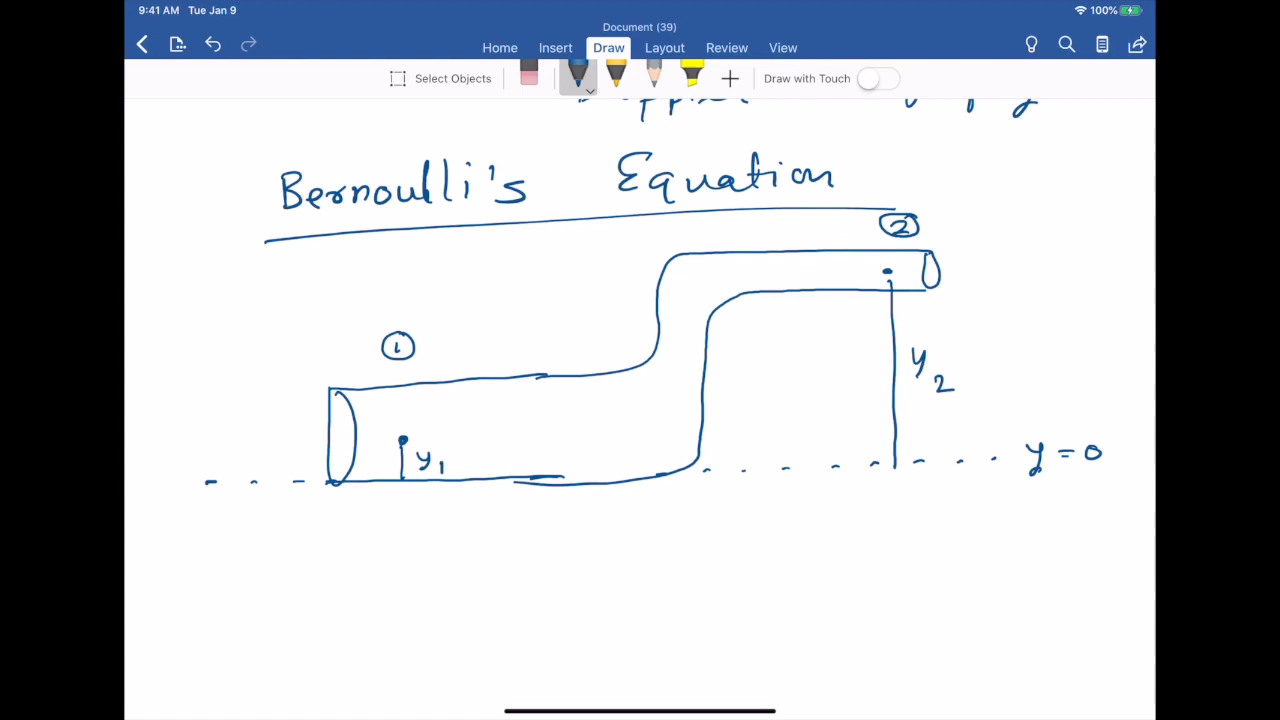 9:41 AM Tue Jan 9
100%
Document (39)
Home Insert Draw Layout Review View
Select Objects
Draw with Touch
Bernoulli's Equation
2
1
y2
y1
y = 0